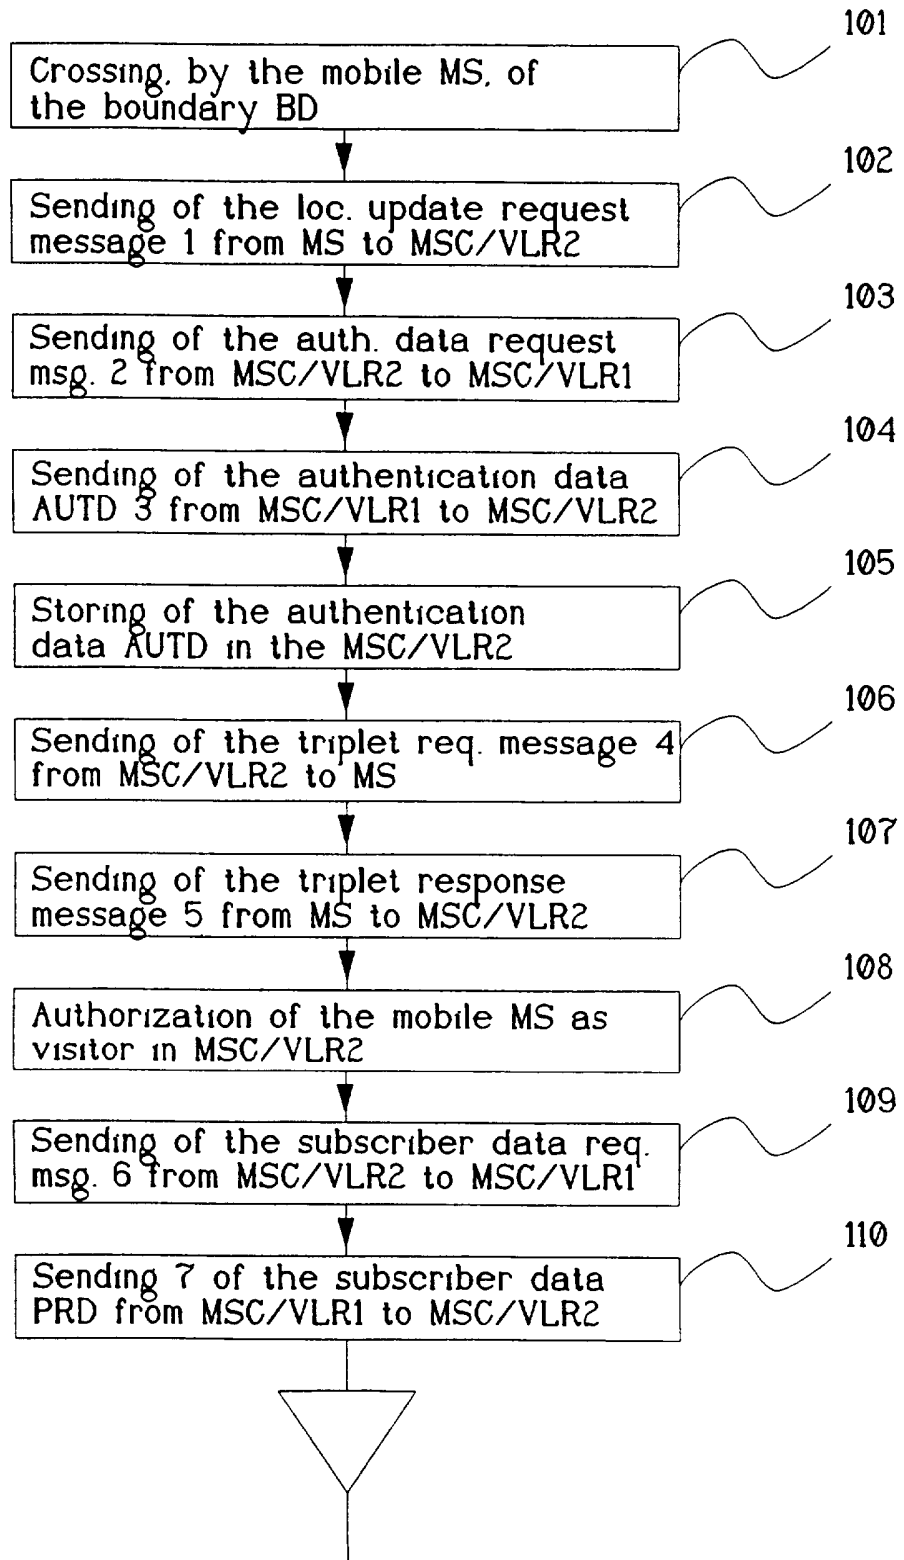 101
Crossing, by the mobile MS, of
the boundary BD
102
Sending of the loc. update request
message 1 from MS to MSC/VLR2
103
Sending of the auth. data request
msg. 2 from MSC/VLR2 to MSC/VLR1
104
Sending of the authentication data
AUTD 3 from MSC/VLR1 to MSC/VLR2
105
Storing of the authentication
data AUTD in the MSC/VLR2
106
Sending of the triplet req. message 4
from MSC/VLR2 to MS
107
Sending of the triplet response
message 5 from MS to MSC/VLR2
108
Authorization of the mobile MS as
visitor in MSC/VLR2
109
Sending of the subscriber data req.
msg. 6 from MSC/VLR2 to MSC/VLR1
110
Sending 7 of the subscriber data
PRD from MSC/VLR1 to MSC/VLR2